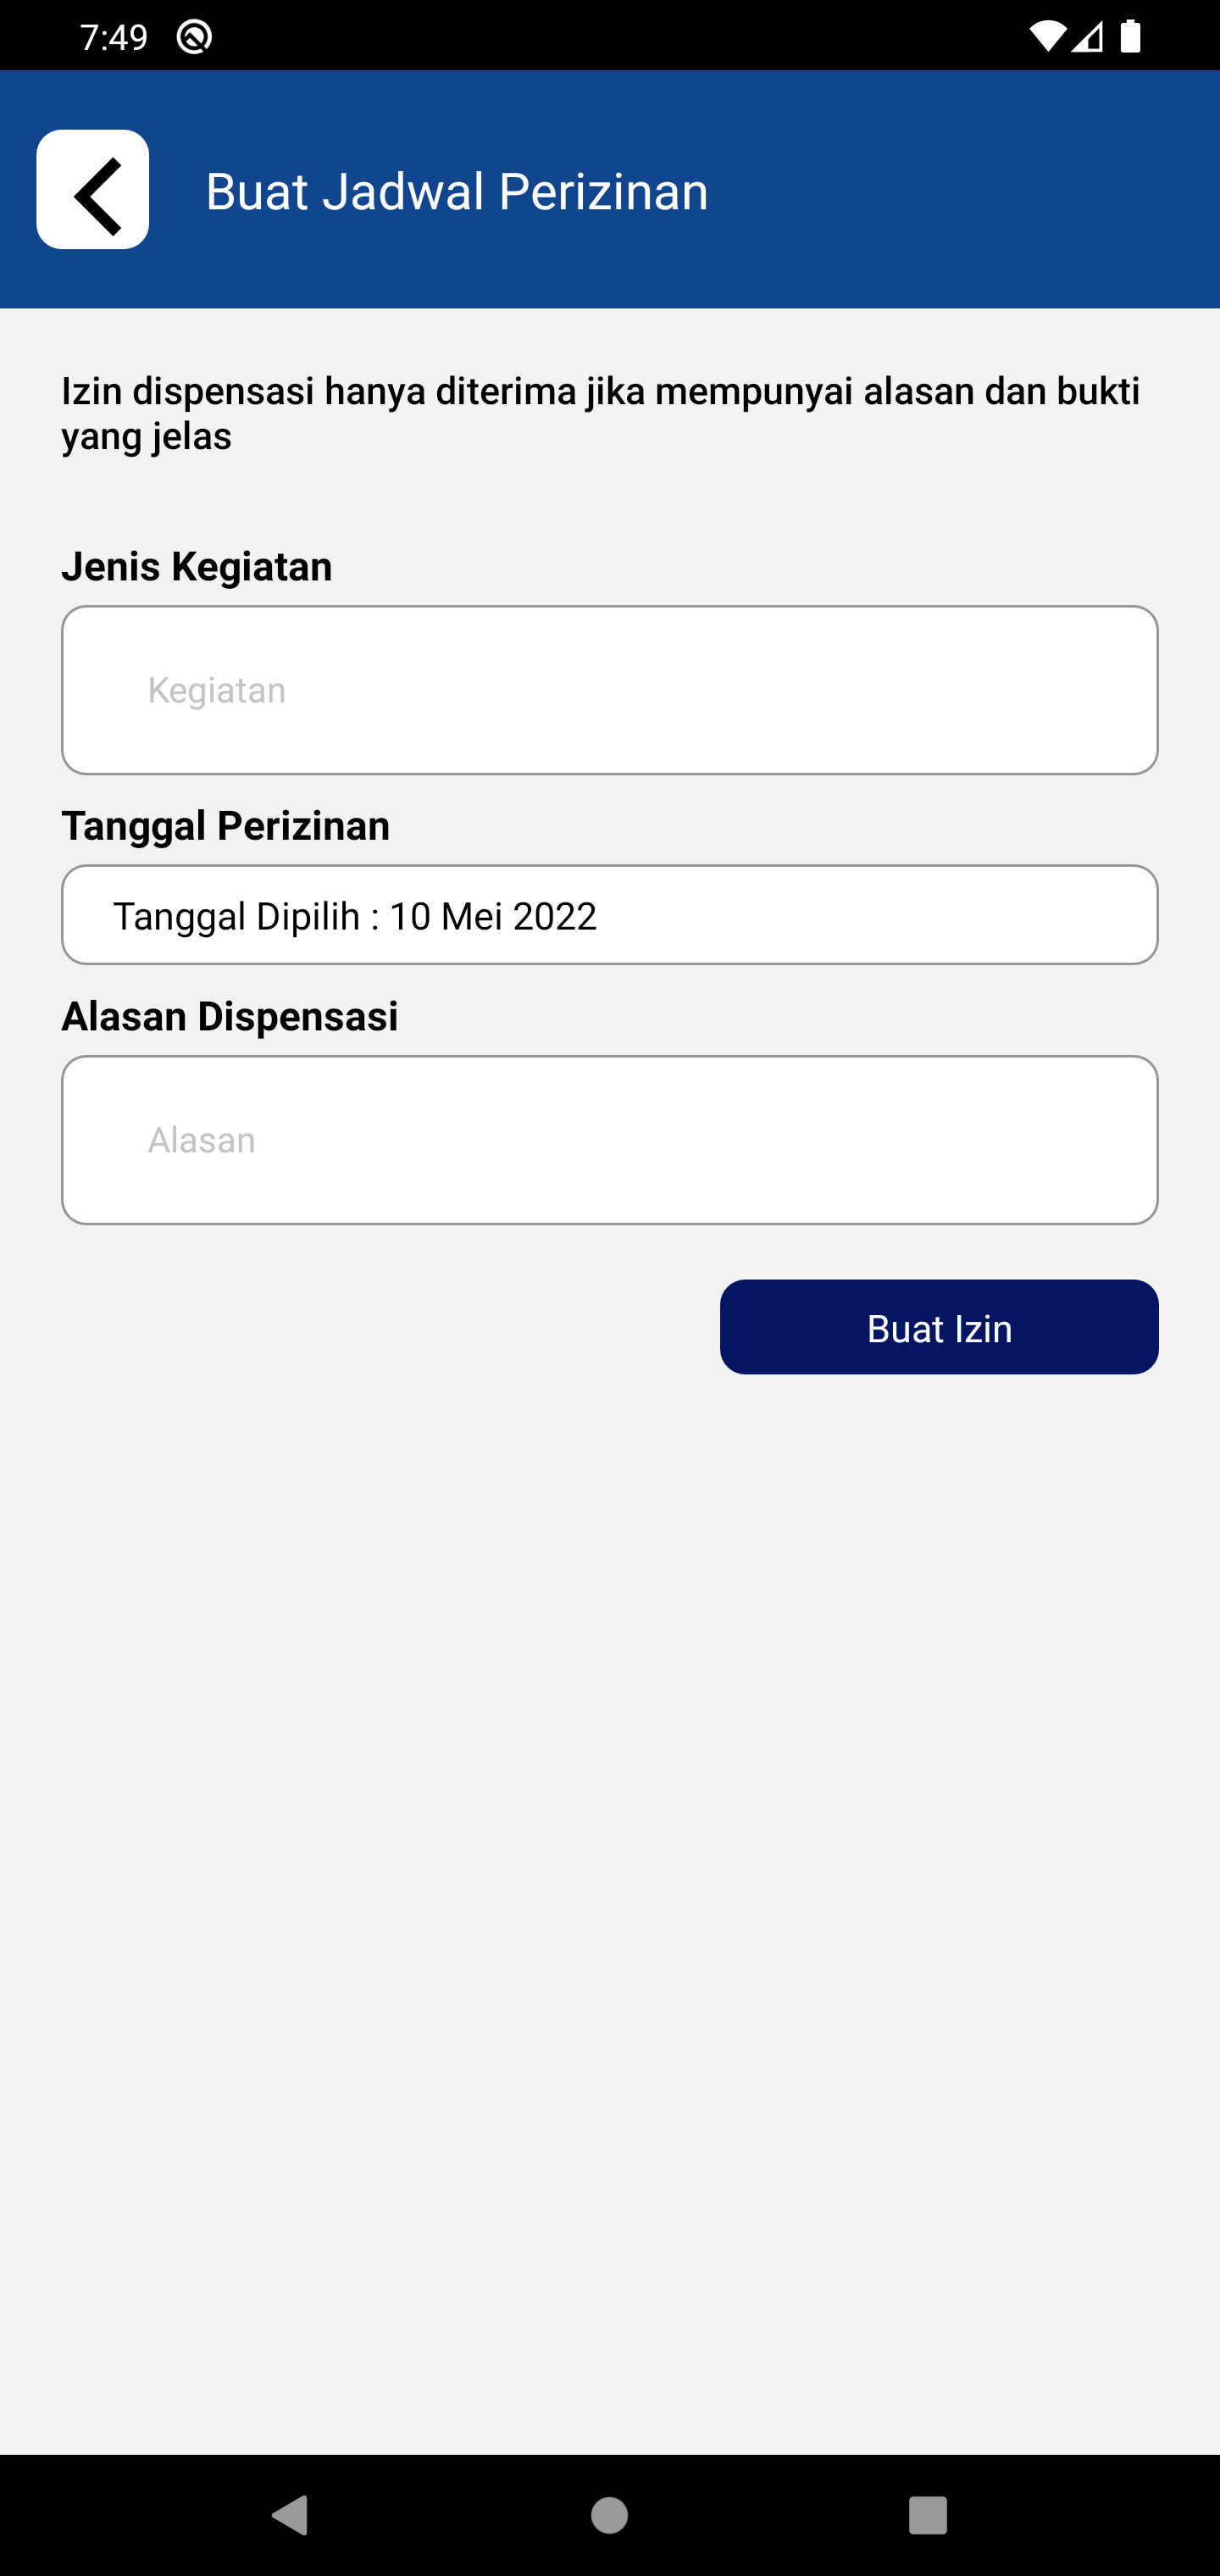 7:49
Buat Jadwal Perizinan
Izin dispensasi hanya diterima jika mempunyai alasan dan bukti
yang jelas
Jenis Kegiatan
Kegiatan
Tanggal Perizinan
Tanggal Dipilih : 10 Mei 2022
Alasan Dispensasi
Alasan
Buat Izin